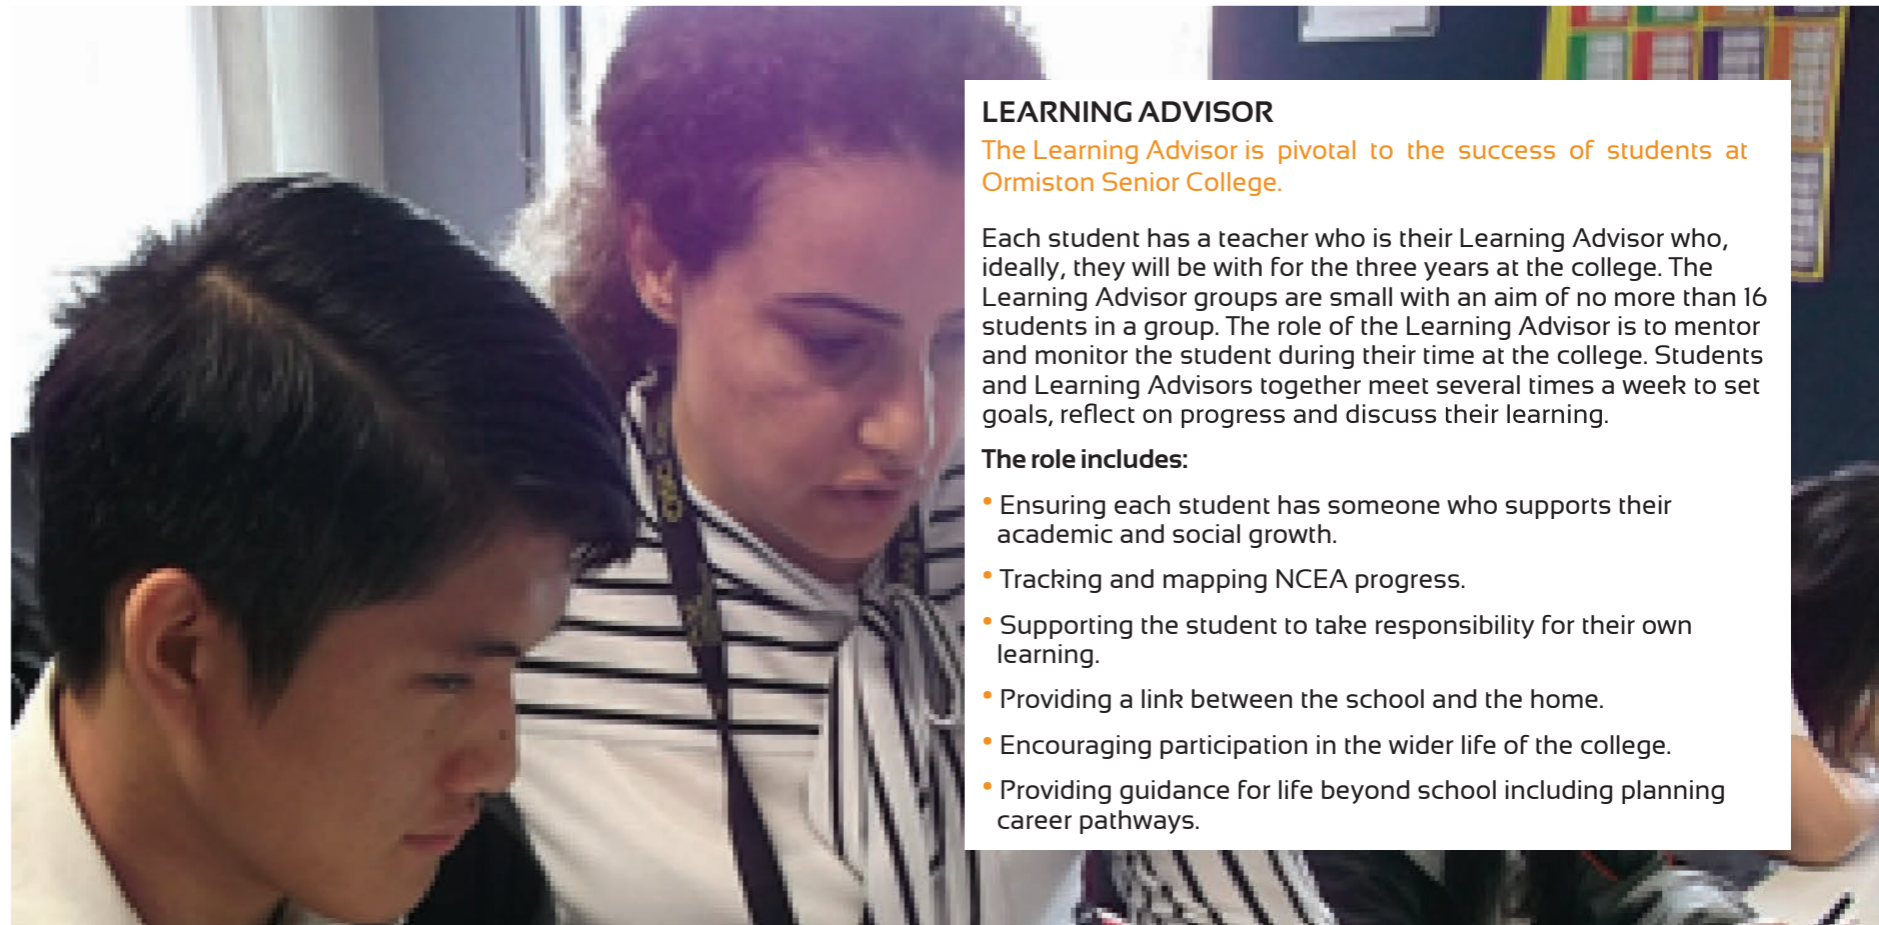 LEARNING ADVISOR
The Learning Advisor is pivotal to the success of students at
Ormiston Senior College.
Each student has a teacher who is their Learning Advisor who,
ideally, they will be with for the three years at the college. The
Learning Advisor groups are small with an aim of no more than 16
students in a group. The role of the Learning Advisor is to mentor
and monitor the student during their time at the college. Students
and Learning Advisors together meet several times a week to set
goals, reflect on progress and discuss their learning.
The role includes:
• Ensuring each student has someone who supports their
academic and social growth.
• Tracking and mapping NCEA progress.
• Supporting the student to take responsibility for their own
learning.
• Providing a link between the school and the home.
• Encouraging participation in the wider life of the college.
• Providing guidance for life beyond school including planning
career pathways.